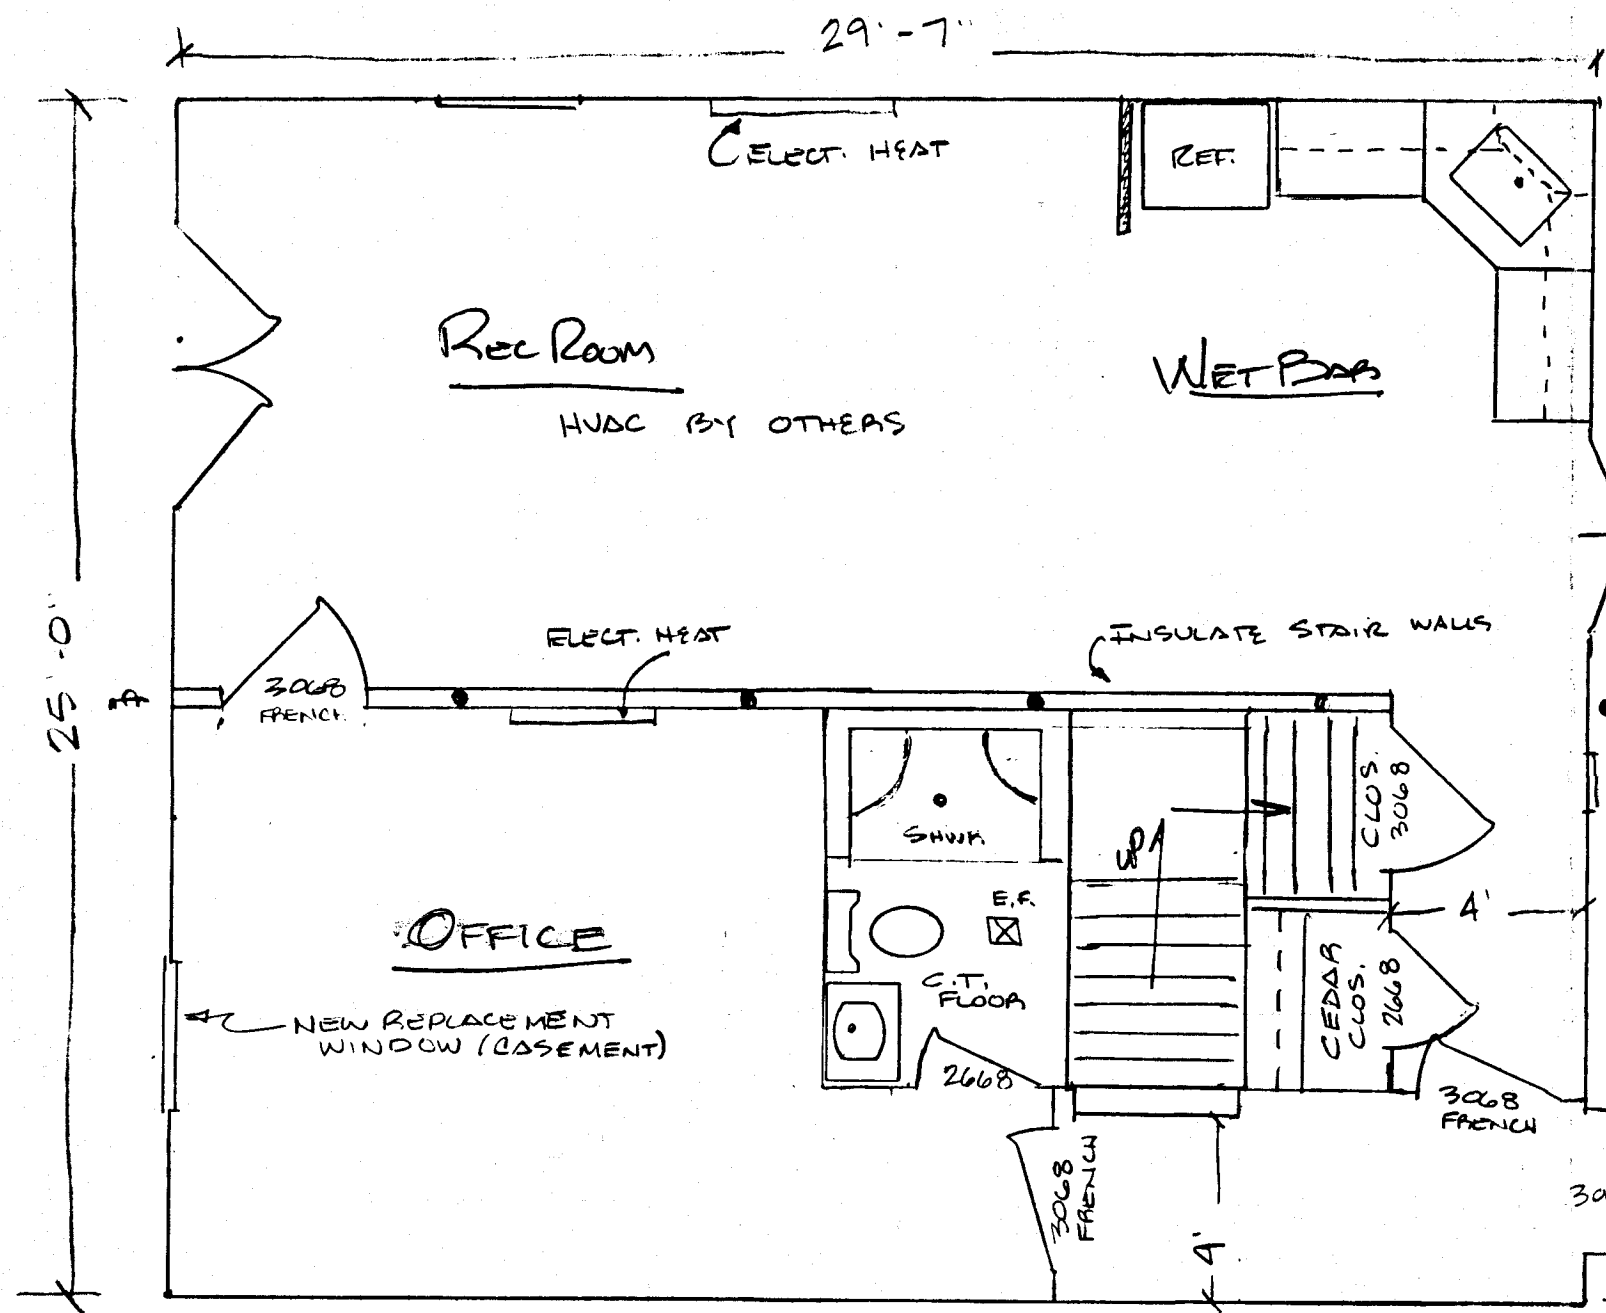 29'-7"
ELECT. HEAT
REF.
REC ROOM
WET BAR
HVAC BY OTHERS
25'-0"
ELECT. HEAT
INSULATE STAIR WALLS
3068
FRENCH
CLOS.
3068
SHWR.
UP
E.F.
4'
OFFICE
C.T.
FLOOR
CEDAR
CLOS.
2668
NEW REPLACEMENT
WINDOW (CASEMENT)
2668
3068
FRENCH
3068
FRENCH
4'